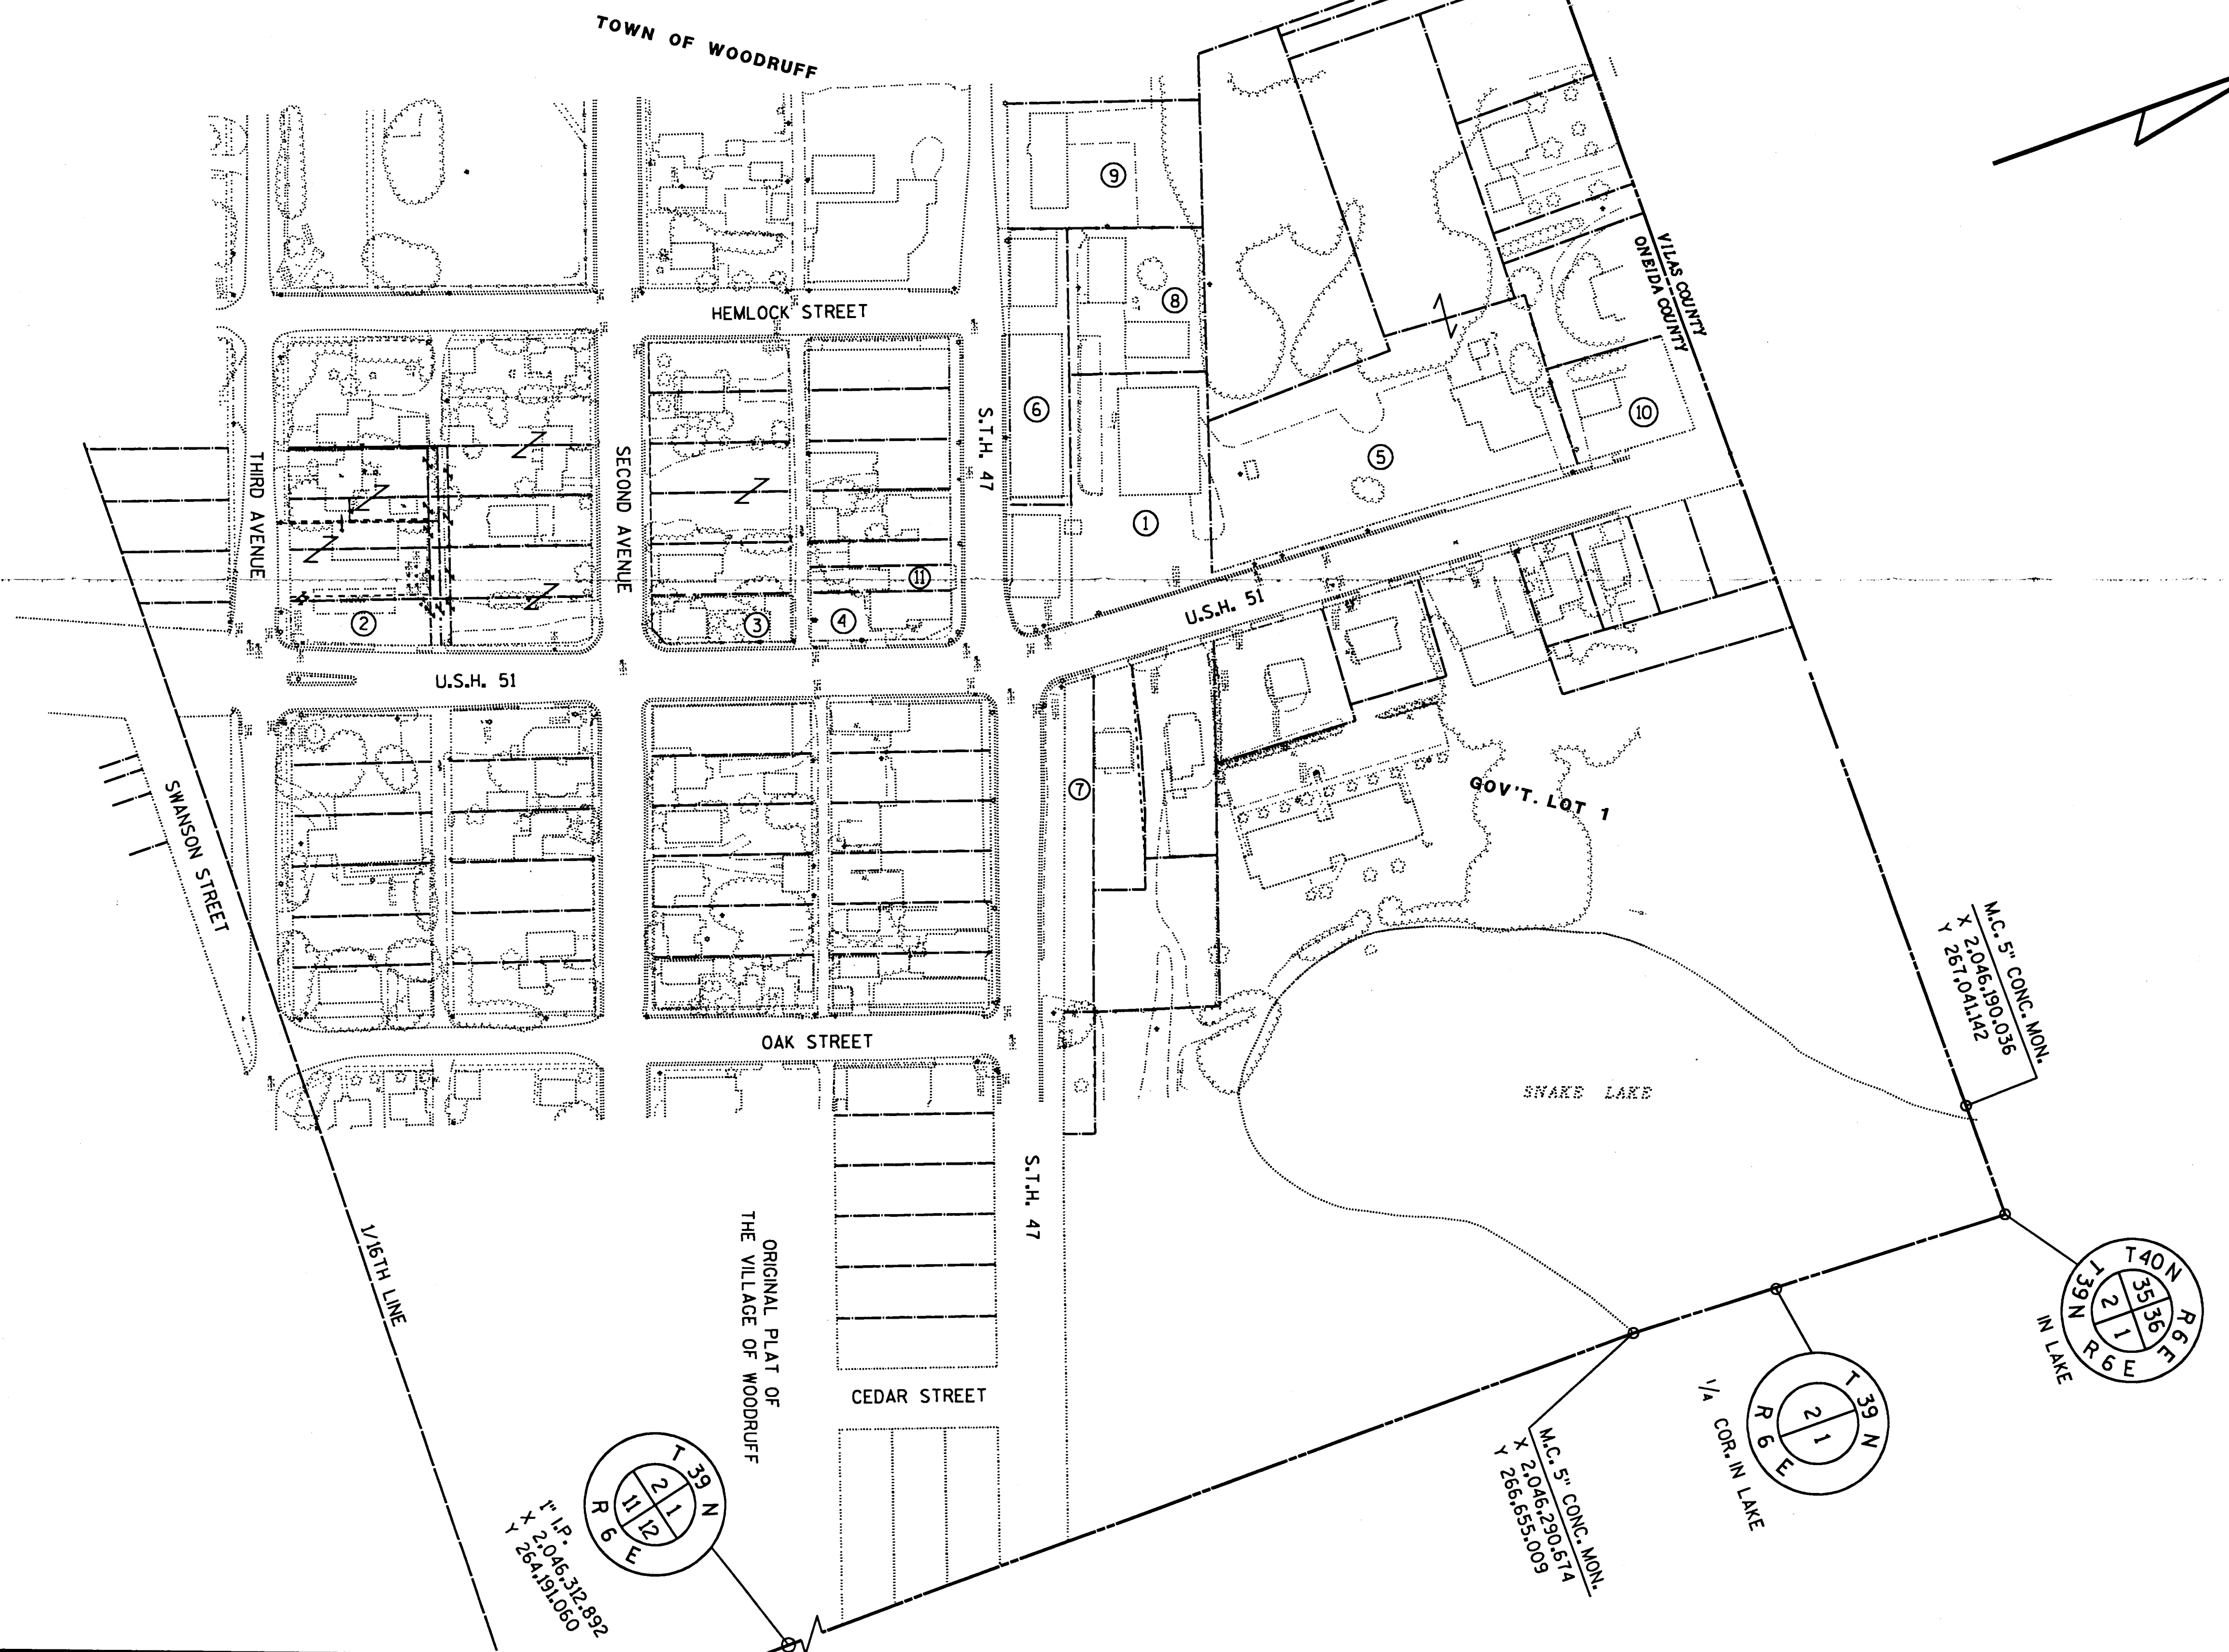 TOWN OF WOODRUFF
VILAS COUNTY
ONEIDA COUNTY
⑨
⑧
HEMLOCK STREET
⑥
S.T.H. 47
⑩
⑤
①
THIRD AVENUE
SECOND AVENUE
⑪
②
③
④
U.S.H. 51
U.S.H. 51
⑦
GOV'T. LOT 1
SWANSON STREET
OAK STREET
SNAKE LAKE
M.C. 5" CONC. MON.
X 2,046,190.036
Y 267,041.142
S.T.H. 47
1/16TH LINE
ORIGINAL PLAT OF
THE VILLAGE OF WOODRUFF
CEDAR STREET
T40N
R6E
35 36
2 1
T39N R6E
IN LAKE
T 39 N
2 1
R 6 E
1/4 COR. IN LAKE
M.C. 5" CONC. MON.
X 2,046,290.674
Y 266,655.009
T 39 N
2 1
11 12
R 6 E
1" I.P.
X 2,046,312.892
Y 264,191.060